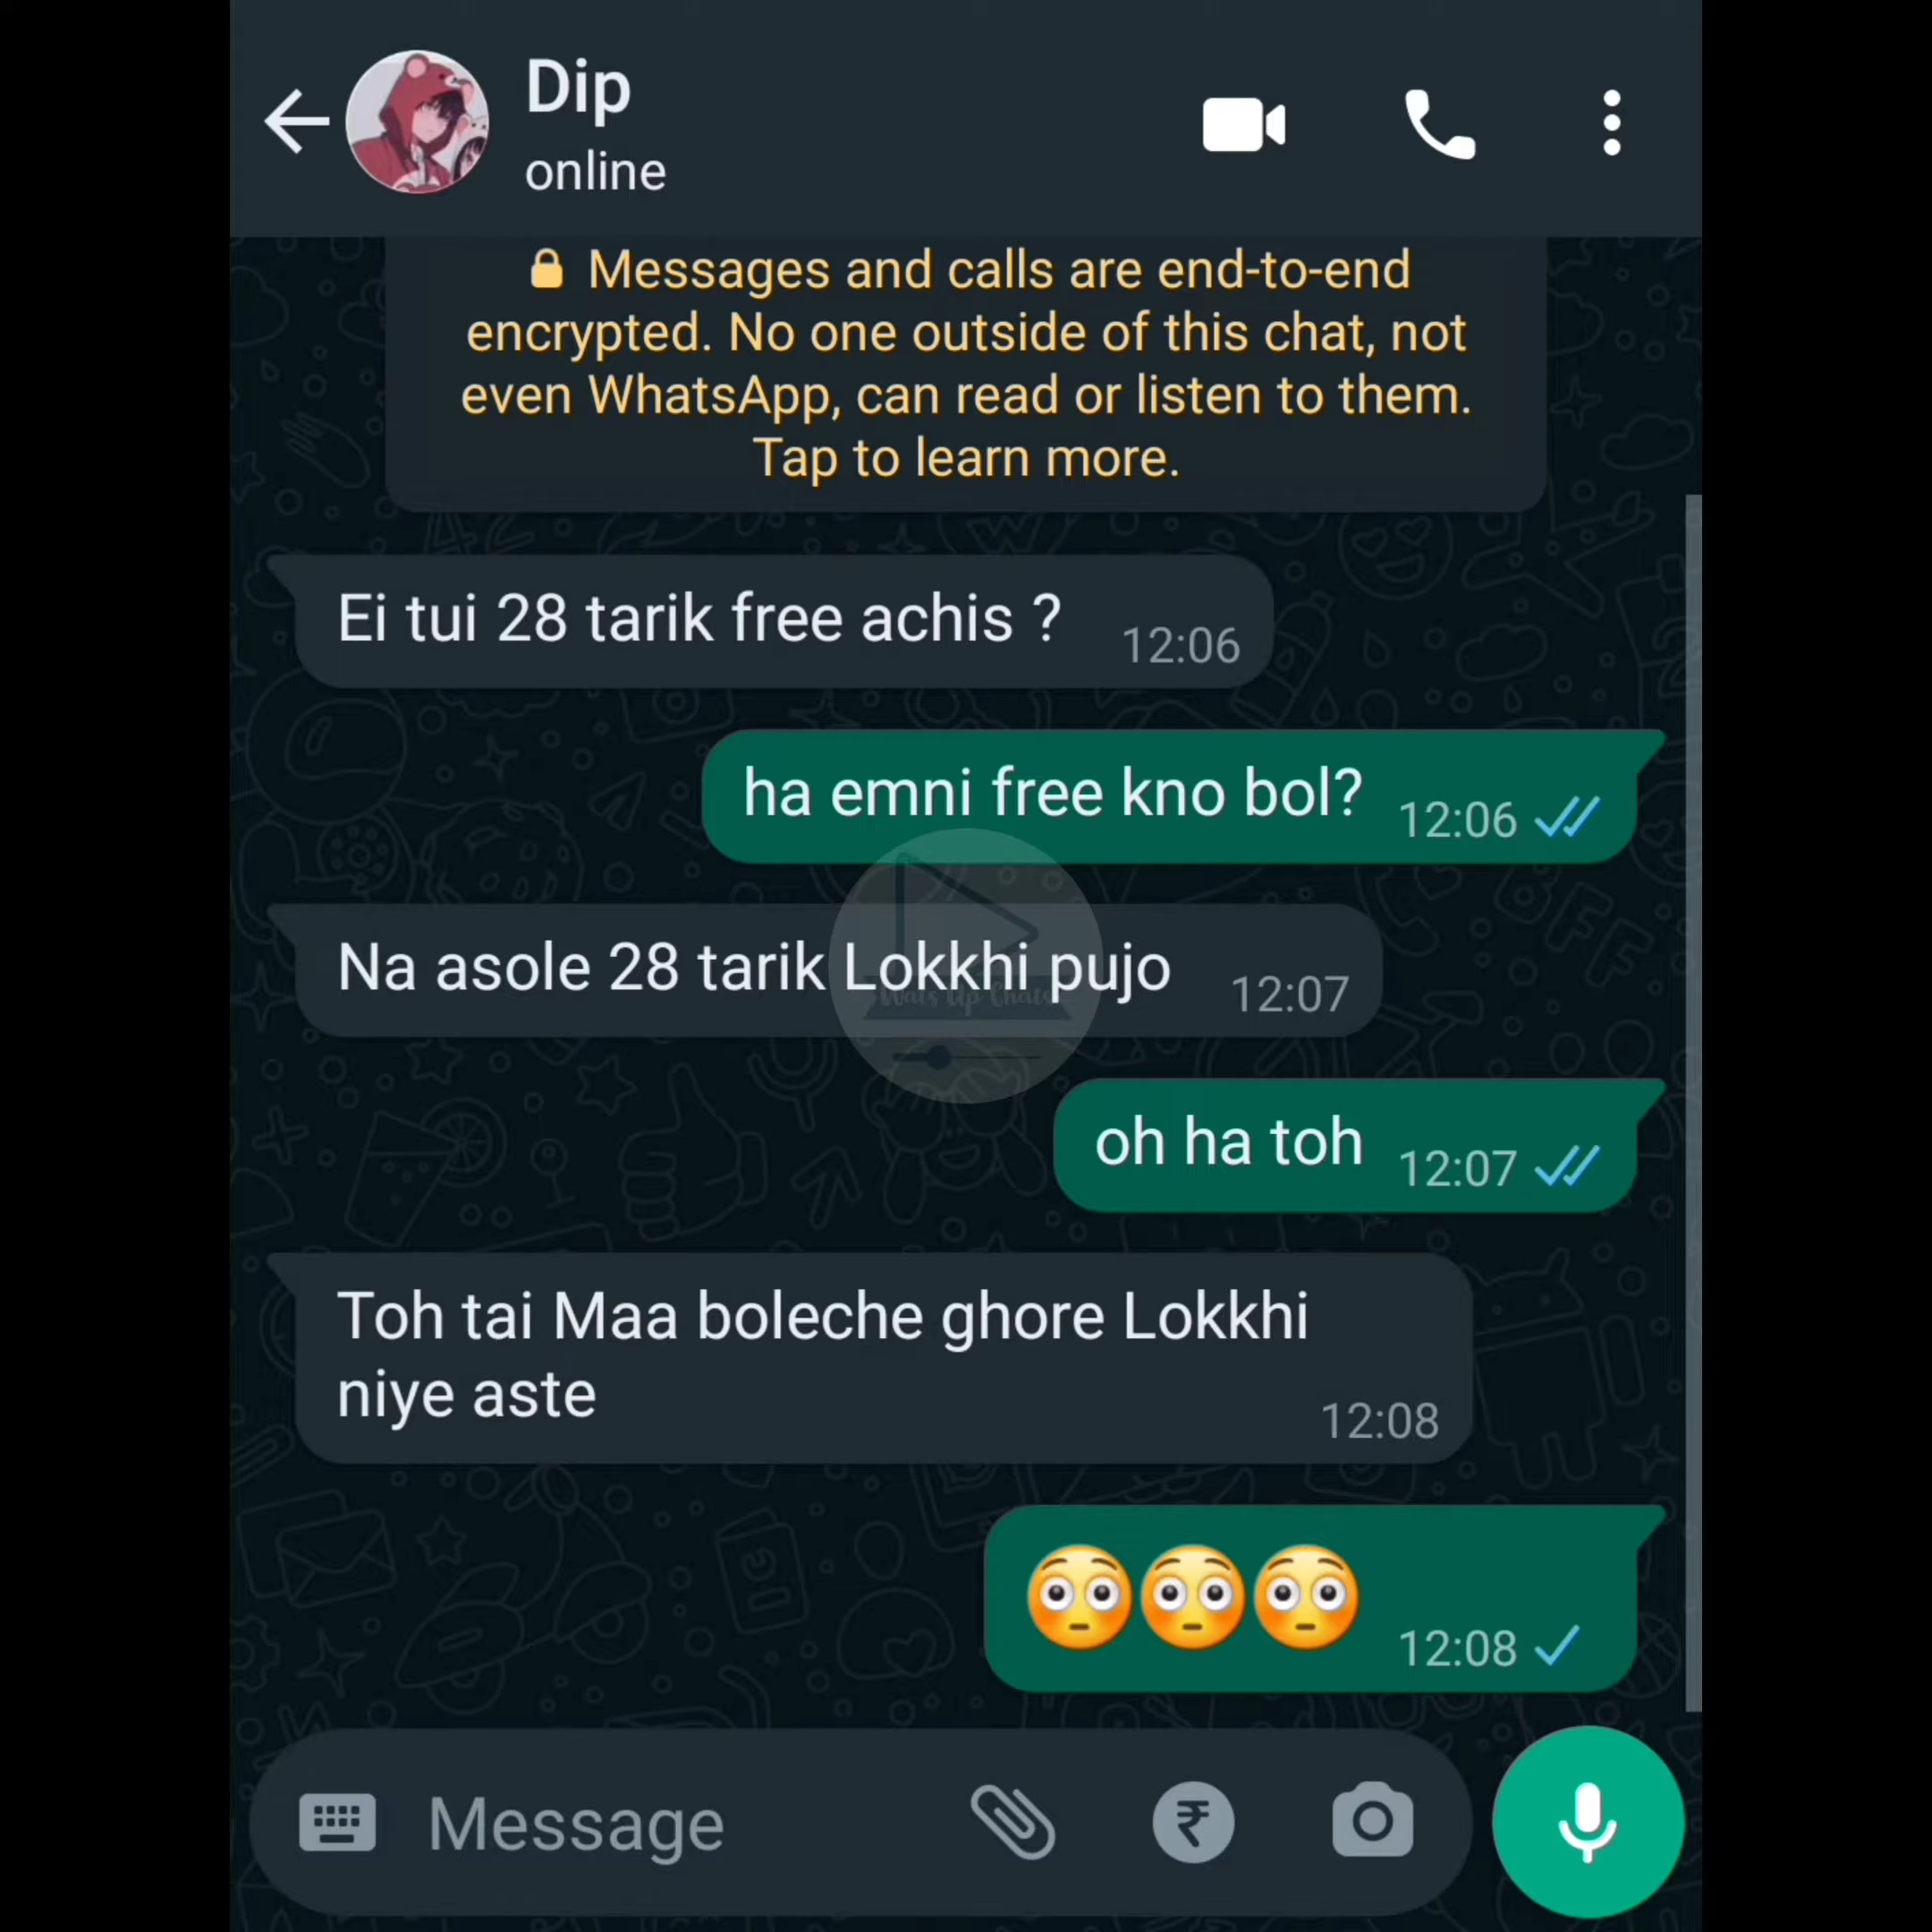 Dip
online
Messages and calls are end-to-end
encrypted. No one outside of this chat, not
even WhatsApp, can read or listen to them.
Tap to learn more.
Ei tui 28 tarik free achis ?
12:06
ha emni free kno bol?
12:06
Na asole 28 tarik Lokkhi pujo
12:07
Wat's Up Chats
oh ha toh
12:07
Toh tai Maa boleche ghore Lokkhi
niye aste
12:08
😳😳😳
12:08
Message